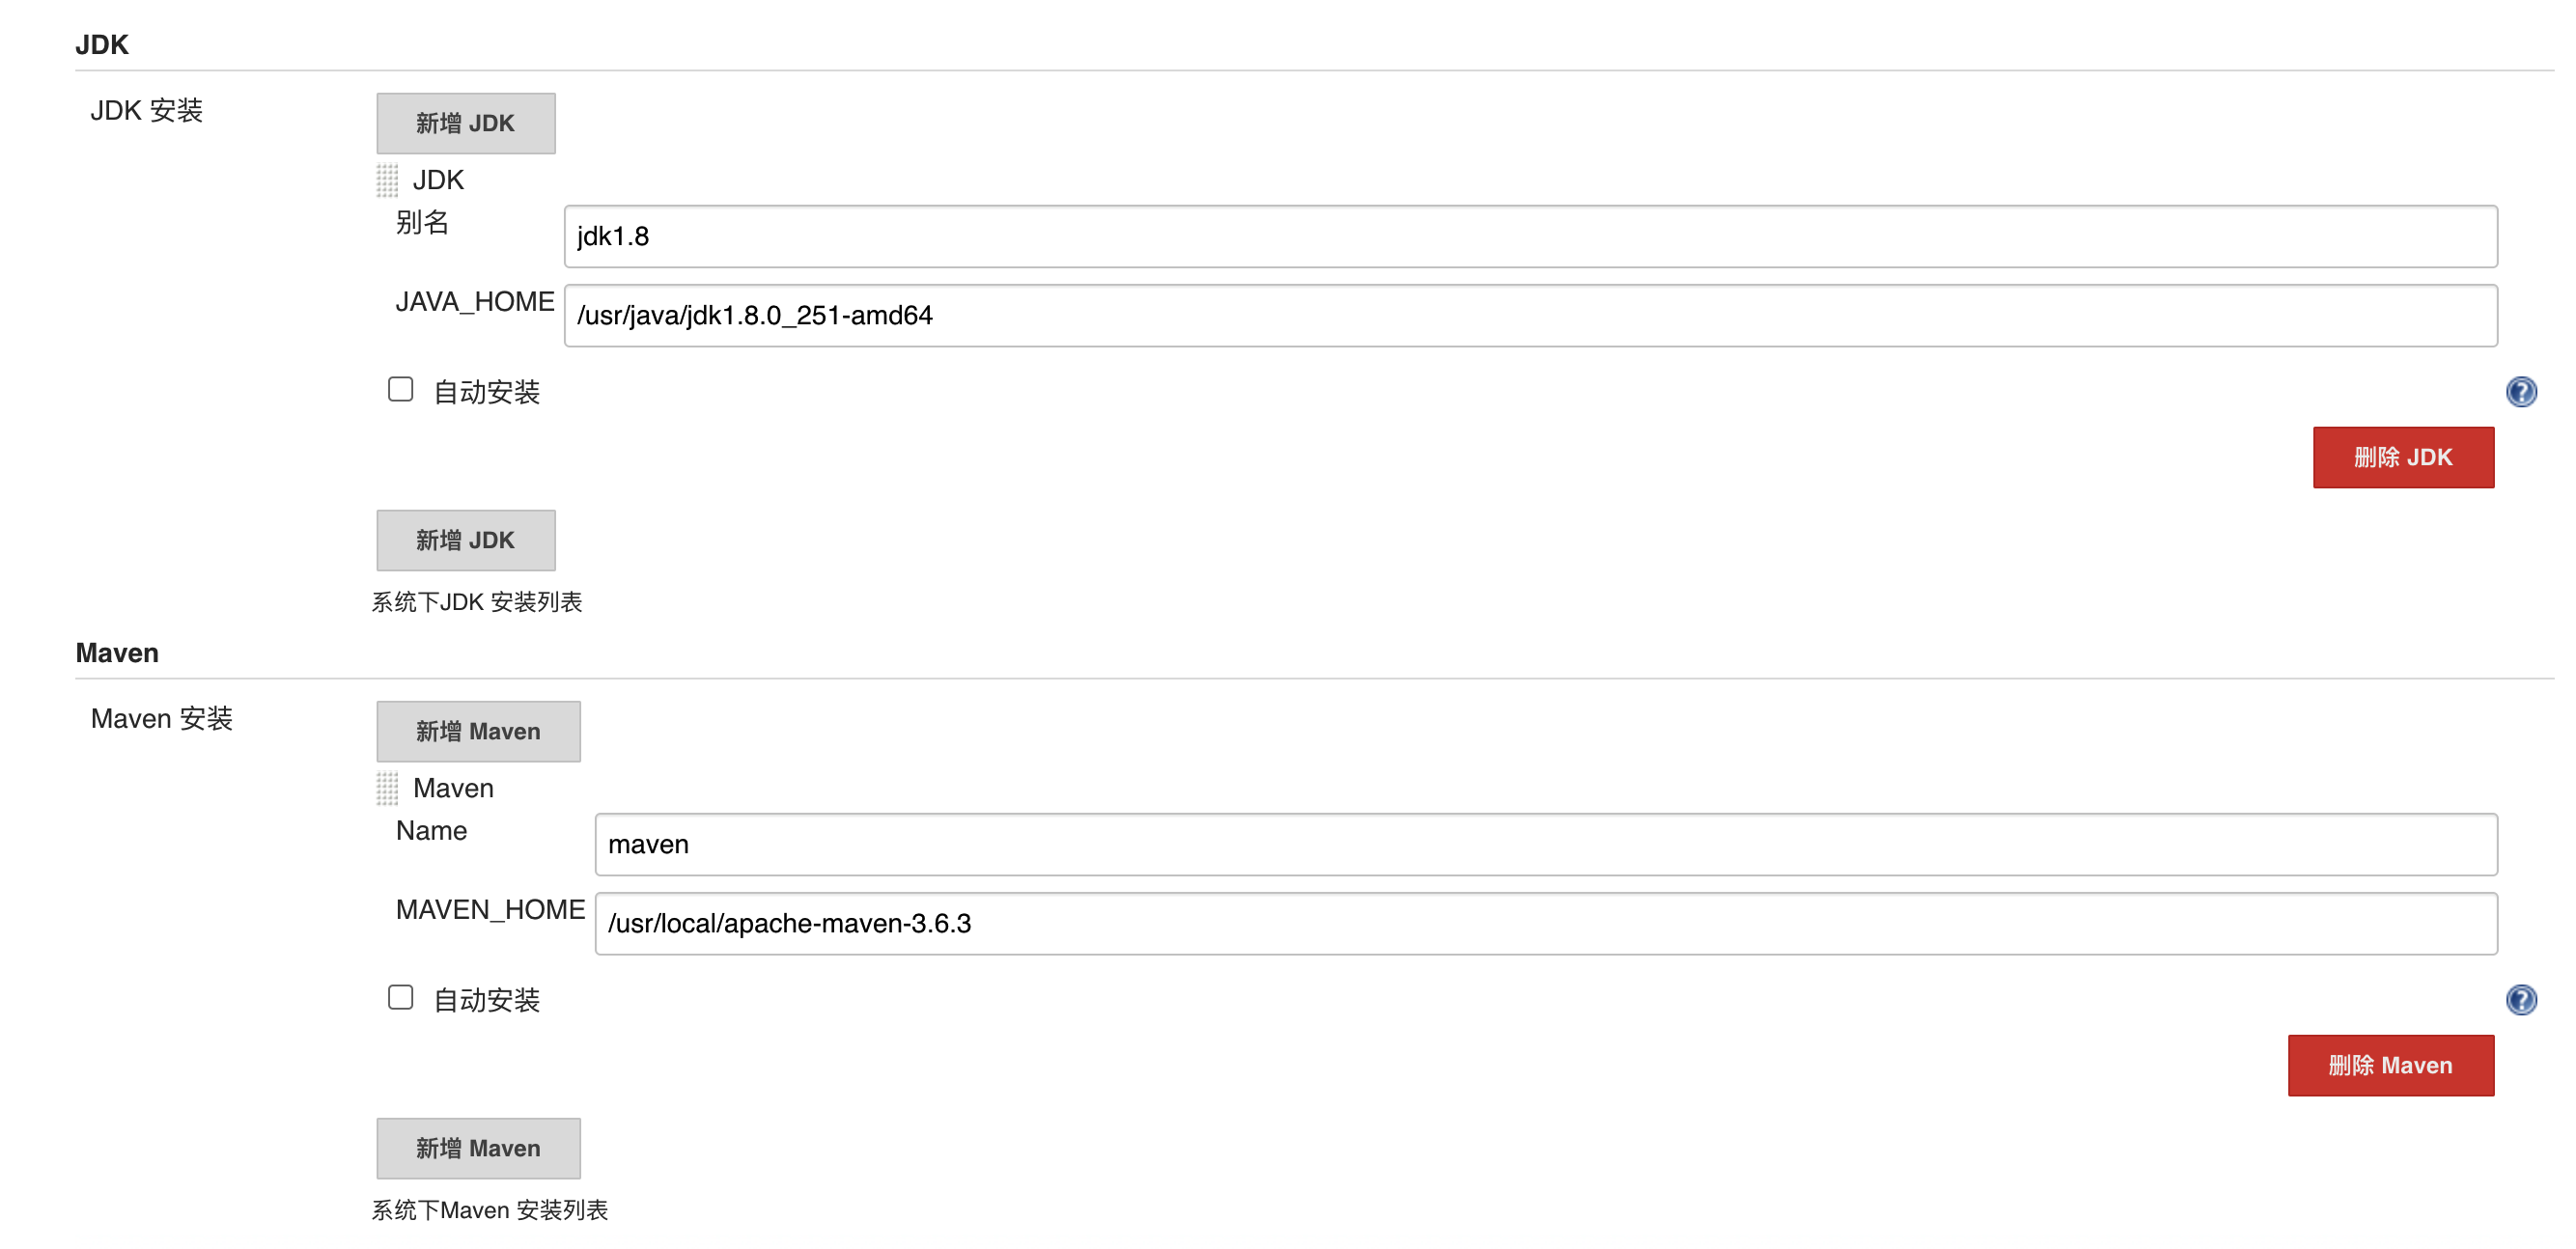 JDK
JDK 安装
新增 JDK
JDK
别名
jdk1.8
JAVA_HOME
/usr/java/jdk1.8.0_251-amd64
自动安装
?
删除 JDK
新增 JDK
系统下JDK 安装列表
Maven
Maven 安装
新增 Maven
Maven
Name
maven
MAVEN_HOME
/usr/local/apache-maven-3.6.3
自动安装
?
删除 Maven
新增 Maven
系统下Maven 安装列表